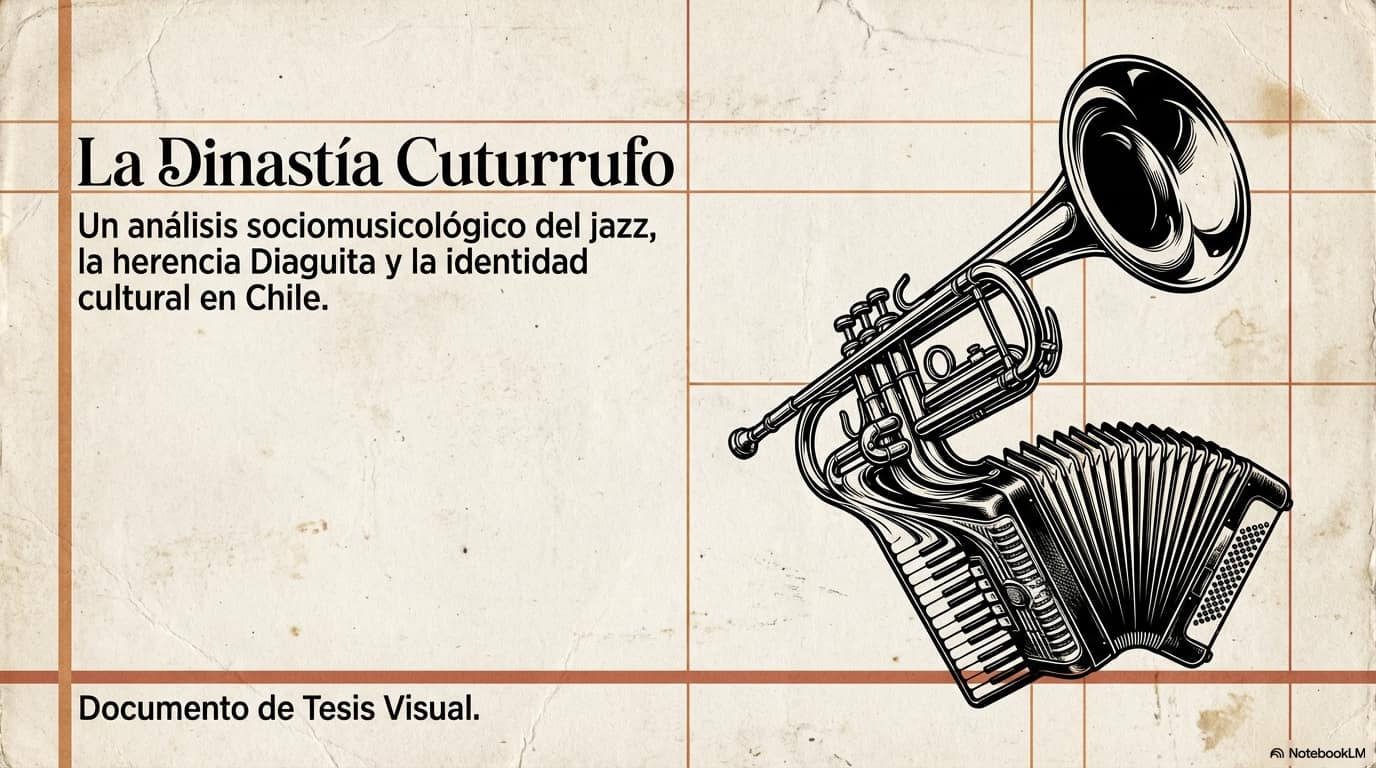 La Dinastía Cuturrufo
Un análisis sociomusicológico del jazz,
la herencia Diaguita y la identidad
cultural en Chile.
Documento de Tesis Visual.
NotebookLM